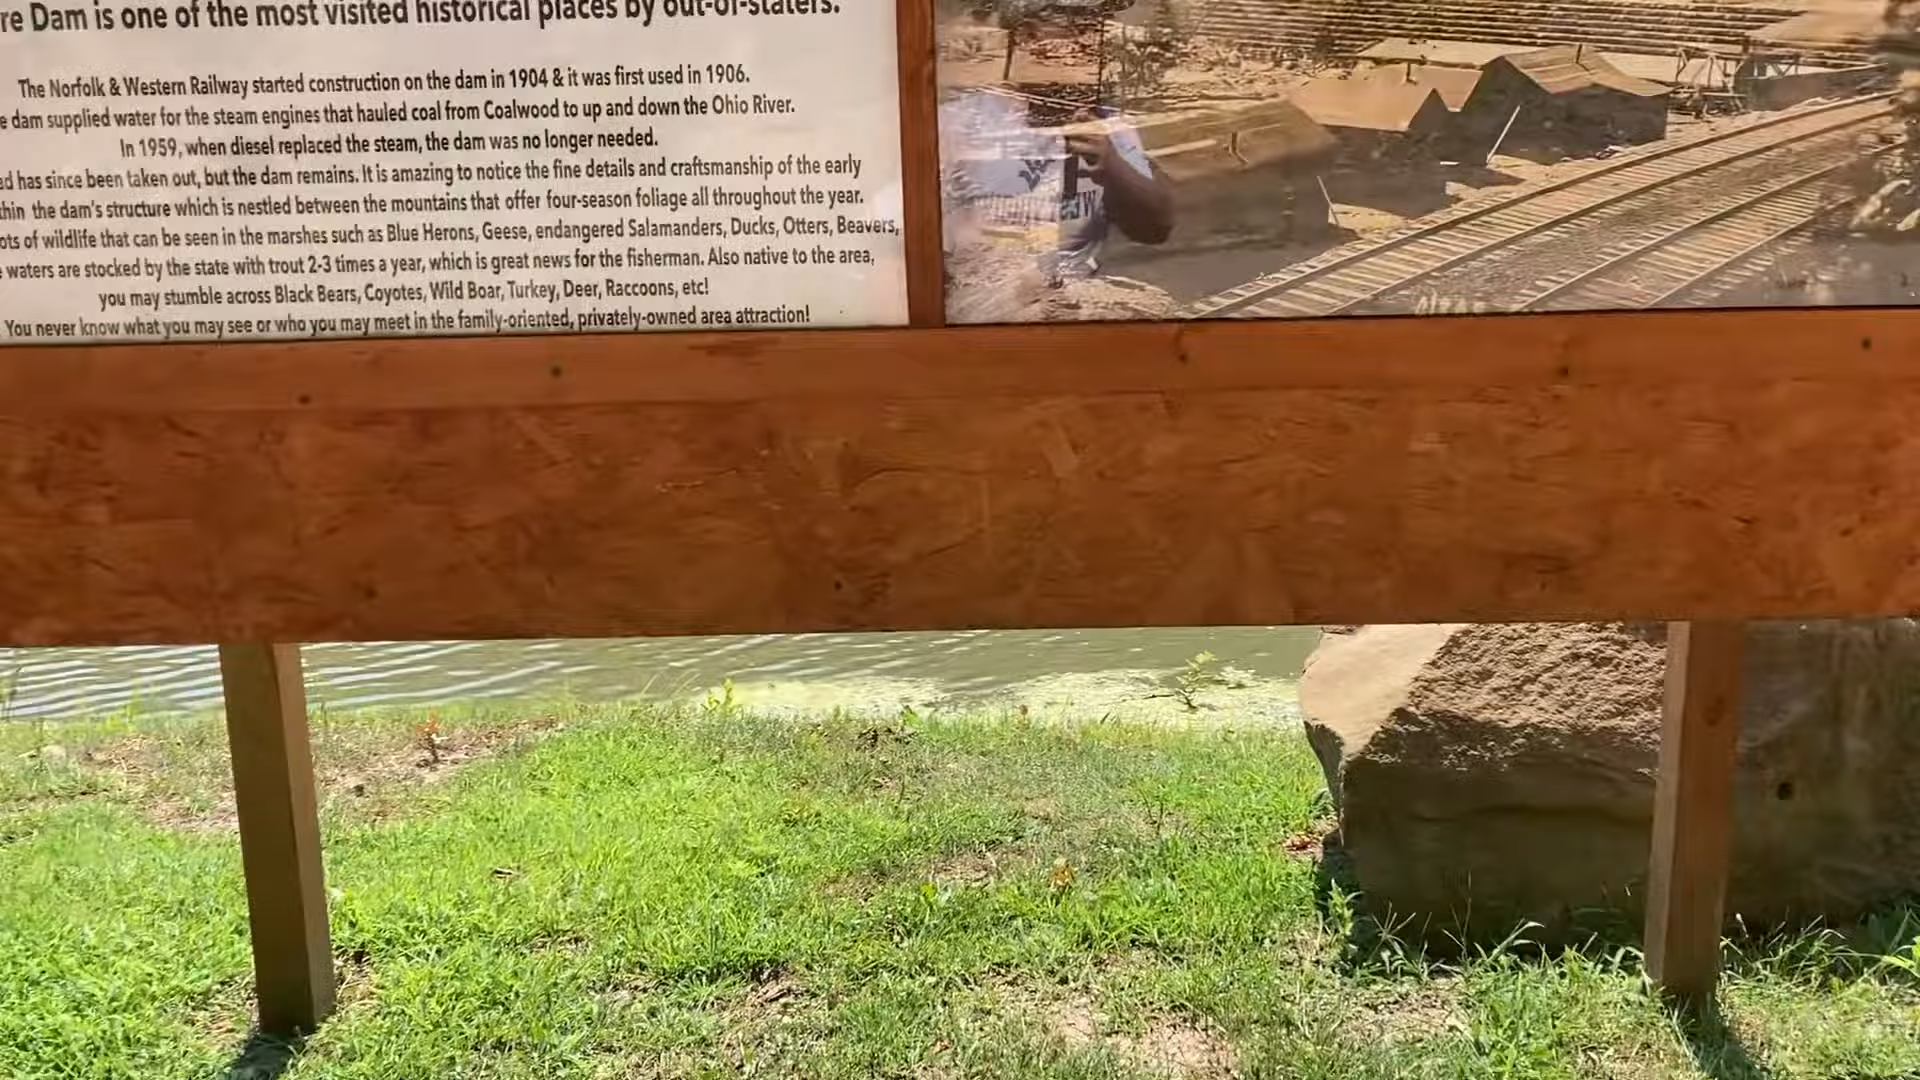 re Dam is one of the most visited historical places by out-of-staters.
The Norfolk & Western Railway started construction on the dam in 1904 & it was first used in 1906.
e dam supplied water for the steam engines that hauled coal from Coalwood to up and down the Ohio River.
In 1959, when diesel replaced the steam, the dam was no longer needed.
ed has since been taken out, but the dam remains. It is amazing to notice the fine details and craftsmanship of the early
thin the dam's structure which is nestled between the mountains that offer four-season foliage all throughout the year.
ots of wildlife that can be seen in the marshes such as Blue Herons, Geese, endangered Salamanders, Ducks, Otters, Beavers,
e waters are stocked by the state with trout 2-3 times a year, which is great news for the fisherman. Also native to the area,
you may stumble across Black Bears, Coyotes, Wild Boar, Turkey, Deer, Raccoons, etc!
You never know what you may see or who you may meet in the family-oriented, privately-owned area attraction!